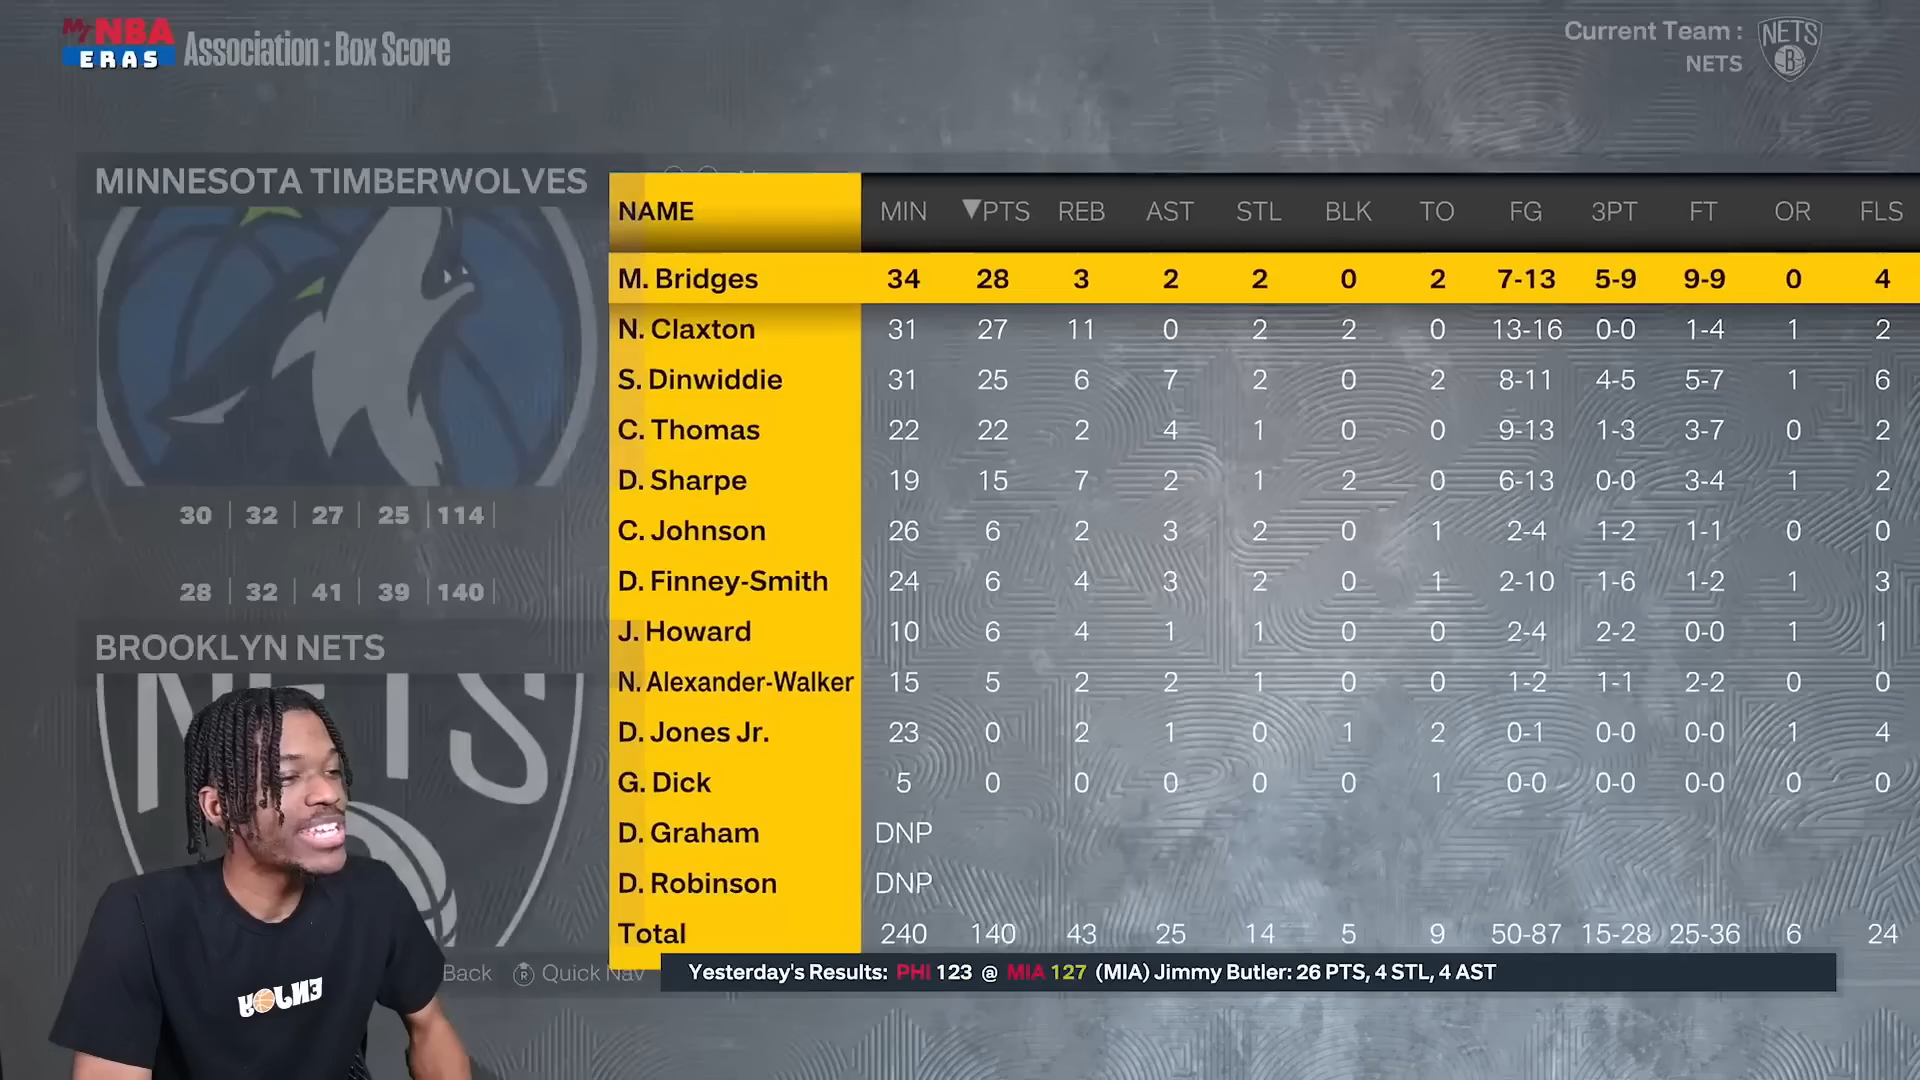 My NBA ERAS Association : Box Score
Current Team :
NETS
NETS
B
MINNESOTA TIMBERWOLVES
30 32 27 25 114
28 32 41 39 140
BROOKLYN NETS
NETS
NAME MIN ▼PTS REB AST STL BLK TO FG 3PT FT OR FLS
M. Bridges 34 28 3 2 2 0 2 7-13 5-9 9-9 0 4
N. Claxton 31 27 11 0 2 2 0 13-16 0-0 1-4 1 2
S. Dinwiddie 31 25 6 7 2 0 2 8-11 4-5 5-7 1 6
C. Thomas 22 22 2 4 1 0 0 9-13 1-3 3-7 0 2
D. Sharpe 19 15 7 2 1 2 0 6-13 0-0 3-4 1 2
C. Johnson 26 6 2 3 2 0 1 2-4 1-2 1-1 0 0
D. Finney-Smith 24 6 4 3 2 0 1 2-10 1-6 1-2 1 3
J. Howard 10 6 4 1 1 0 0 2-4 2-2 0-0 1 1
N. Alexander-Walker 15 5 2 2 1 0 0 1-2 1-1 2-2 0 0
D. Jones Jr. 23 0 2 1 0 1 2 0-1 0-0 0-0 1 4
G. Dick 5 0 0 0 0 0 1 0-0 0-0 0-0 0 0
D. Graham DNP
D. Robinson DNP
Total 240 140 43 25 14 5 9 50-87 15-28 25-36 6 24
Back R Quick Nav
Yesterday's Results: PHI 123 @ MIA 127 (MIA) Jimmy Butler: 26 PTS, 4 STL, 4 AST